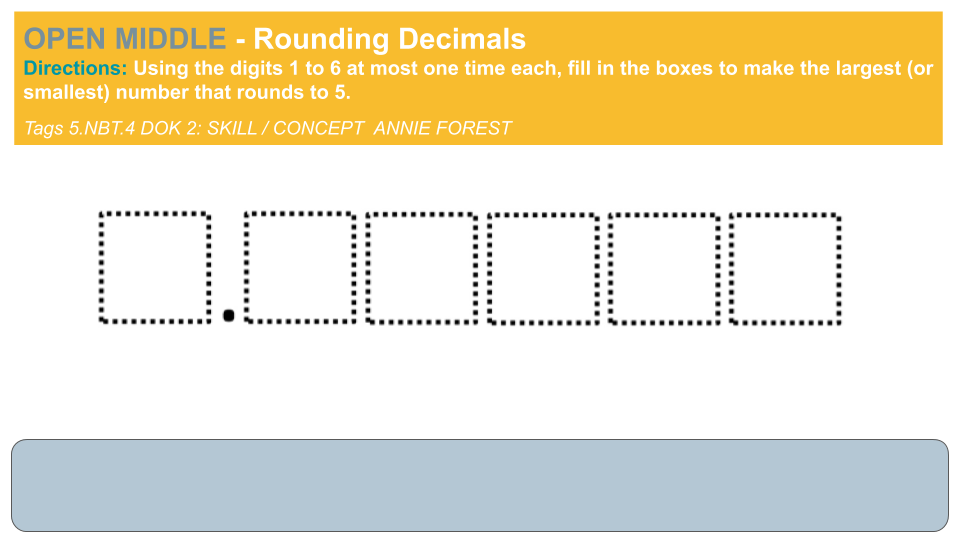 OPEN MIDDLE - Rounding Decimals
Directions: Using the digits 1 to 6 at most one time each, fill in the boxes to make the largest (or
smallest) number that rounds to 5.
Tags 5.NBT.4 DOK 2: SKILL / CONCEPT  ANNIE FOREST
.